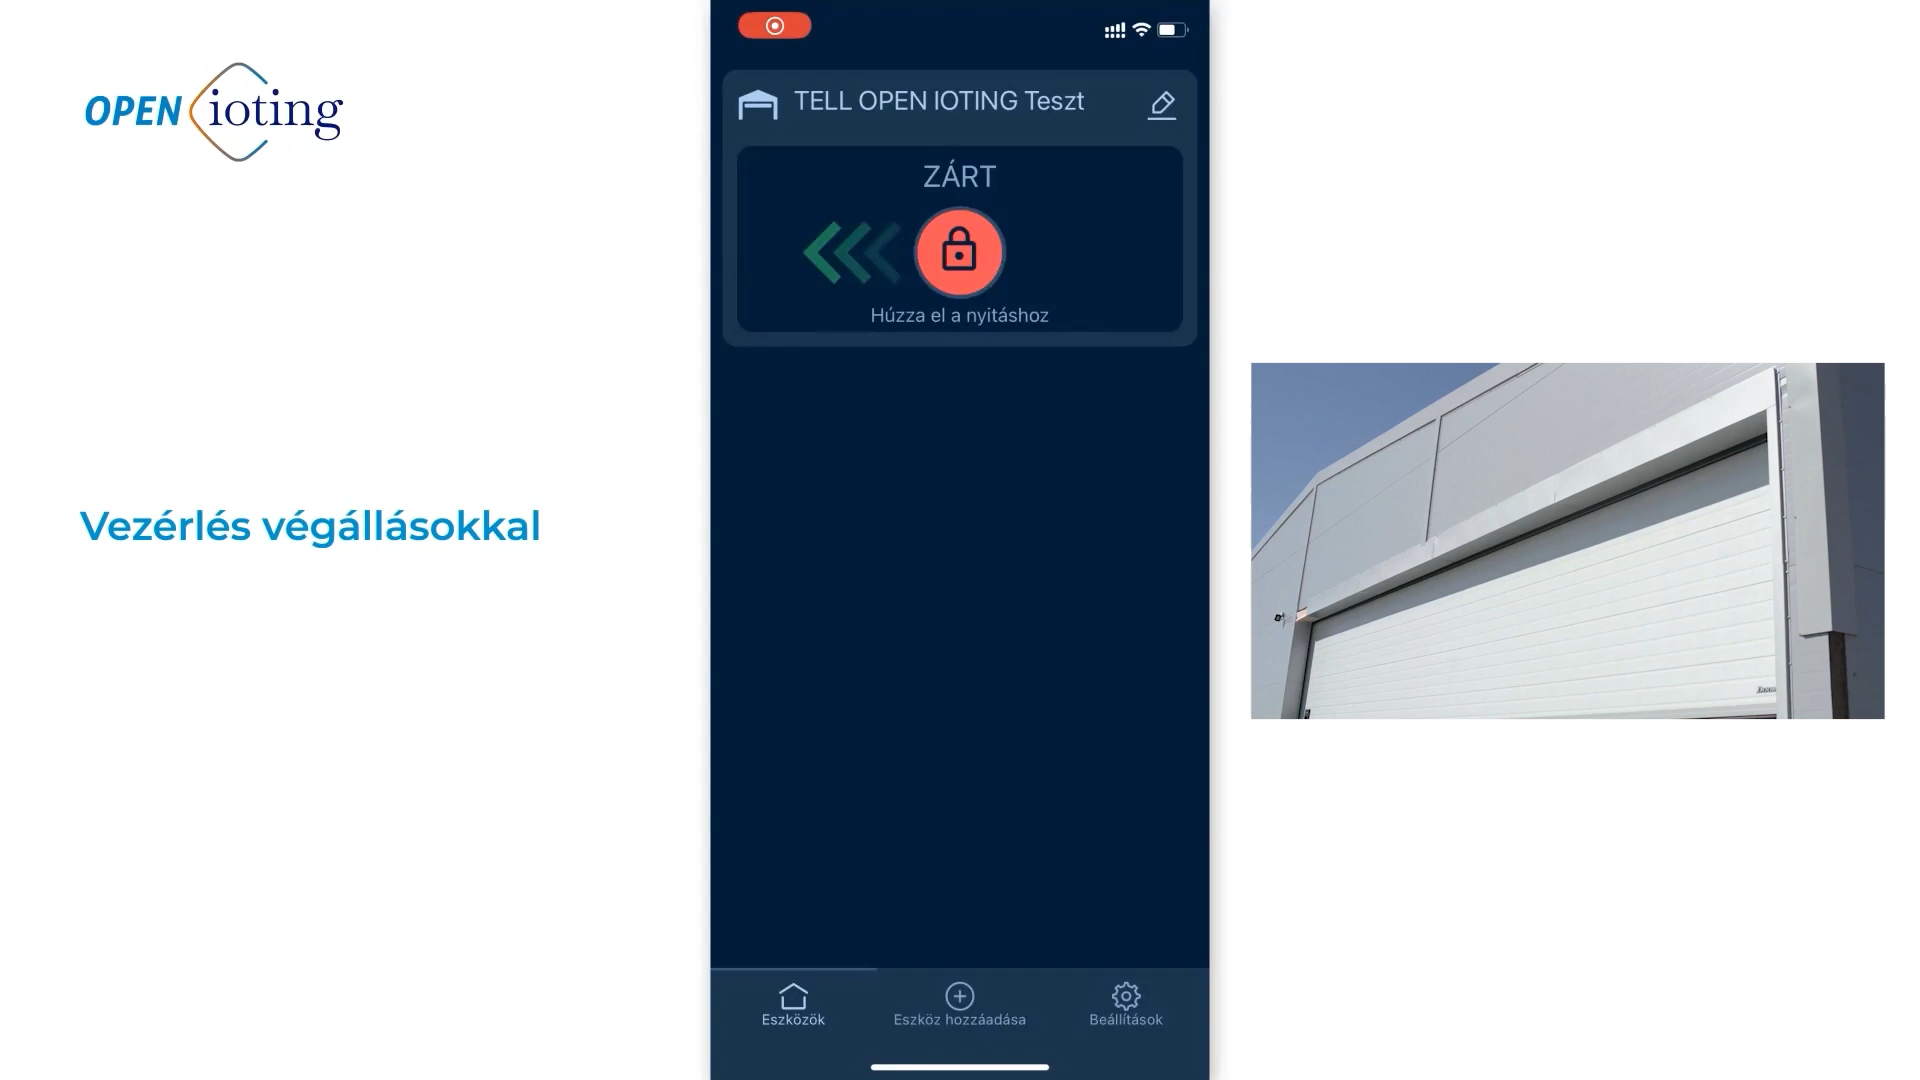 OPEN ioting
TELL OPEN IOTING Teszt
ZÁRT
Húzza el a nyitáshoz
Vezérlés végállásokkal
Eszközök
Eszköz hozzáadása
Beállítások